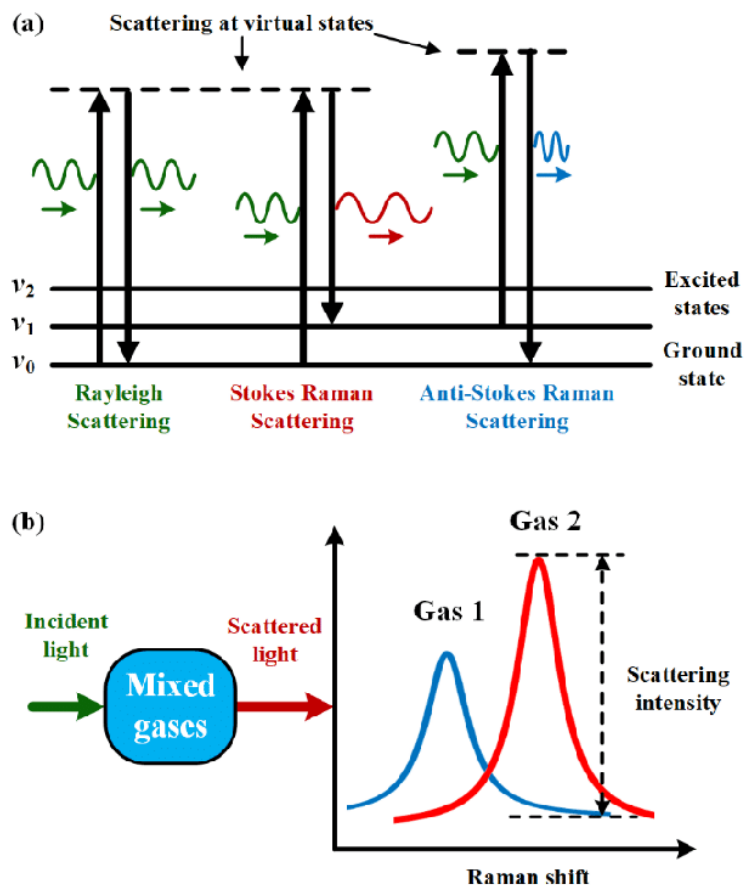 (a)
Scattering at virtual states
v2
v1
v0
Excited
states
Ground
state
Rayleigh
Scattering
Stokes Raman
Scattering
Anti-Stokes Raman
Scattering
(b)
Incident
light
Mixed
gases
Scattered
light
Gas 1
Gas 2
Scattering
intensity
Raman shift